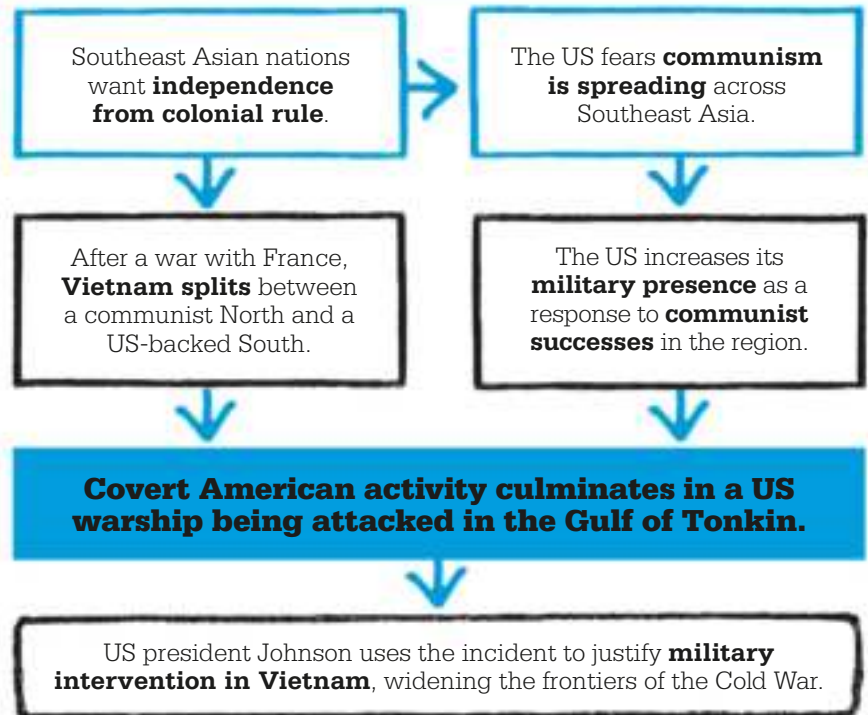 Southeast Asian nations
want independence
from colonial rule.
The US fears communism
is spreading across
Southeast Asia.
After a war with France,
Vietnam splits between
a communist North and a
US-backed South.
The US increases its
military presence as a
response to communist
successes in the region.
Covert American activity culminates in a US
warship being attacked in the Gulf of Tonkin.
US president Johnson uses the incident to justify military
intervention in Vietnam, widening the frontiers of the Cold War.